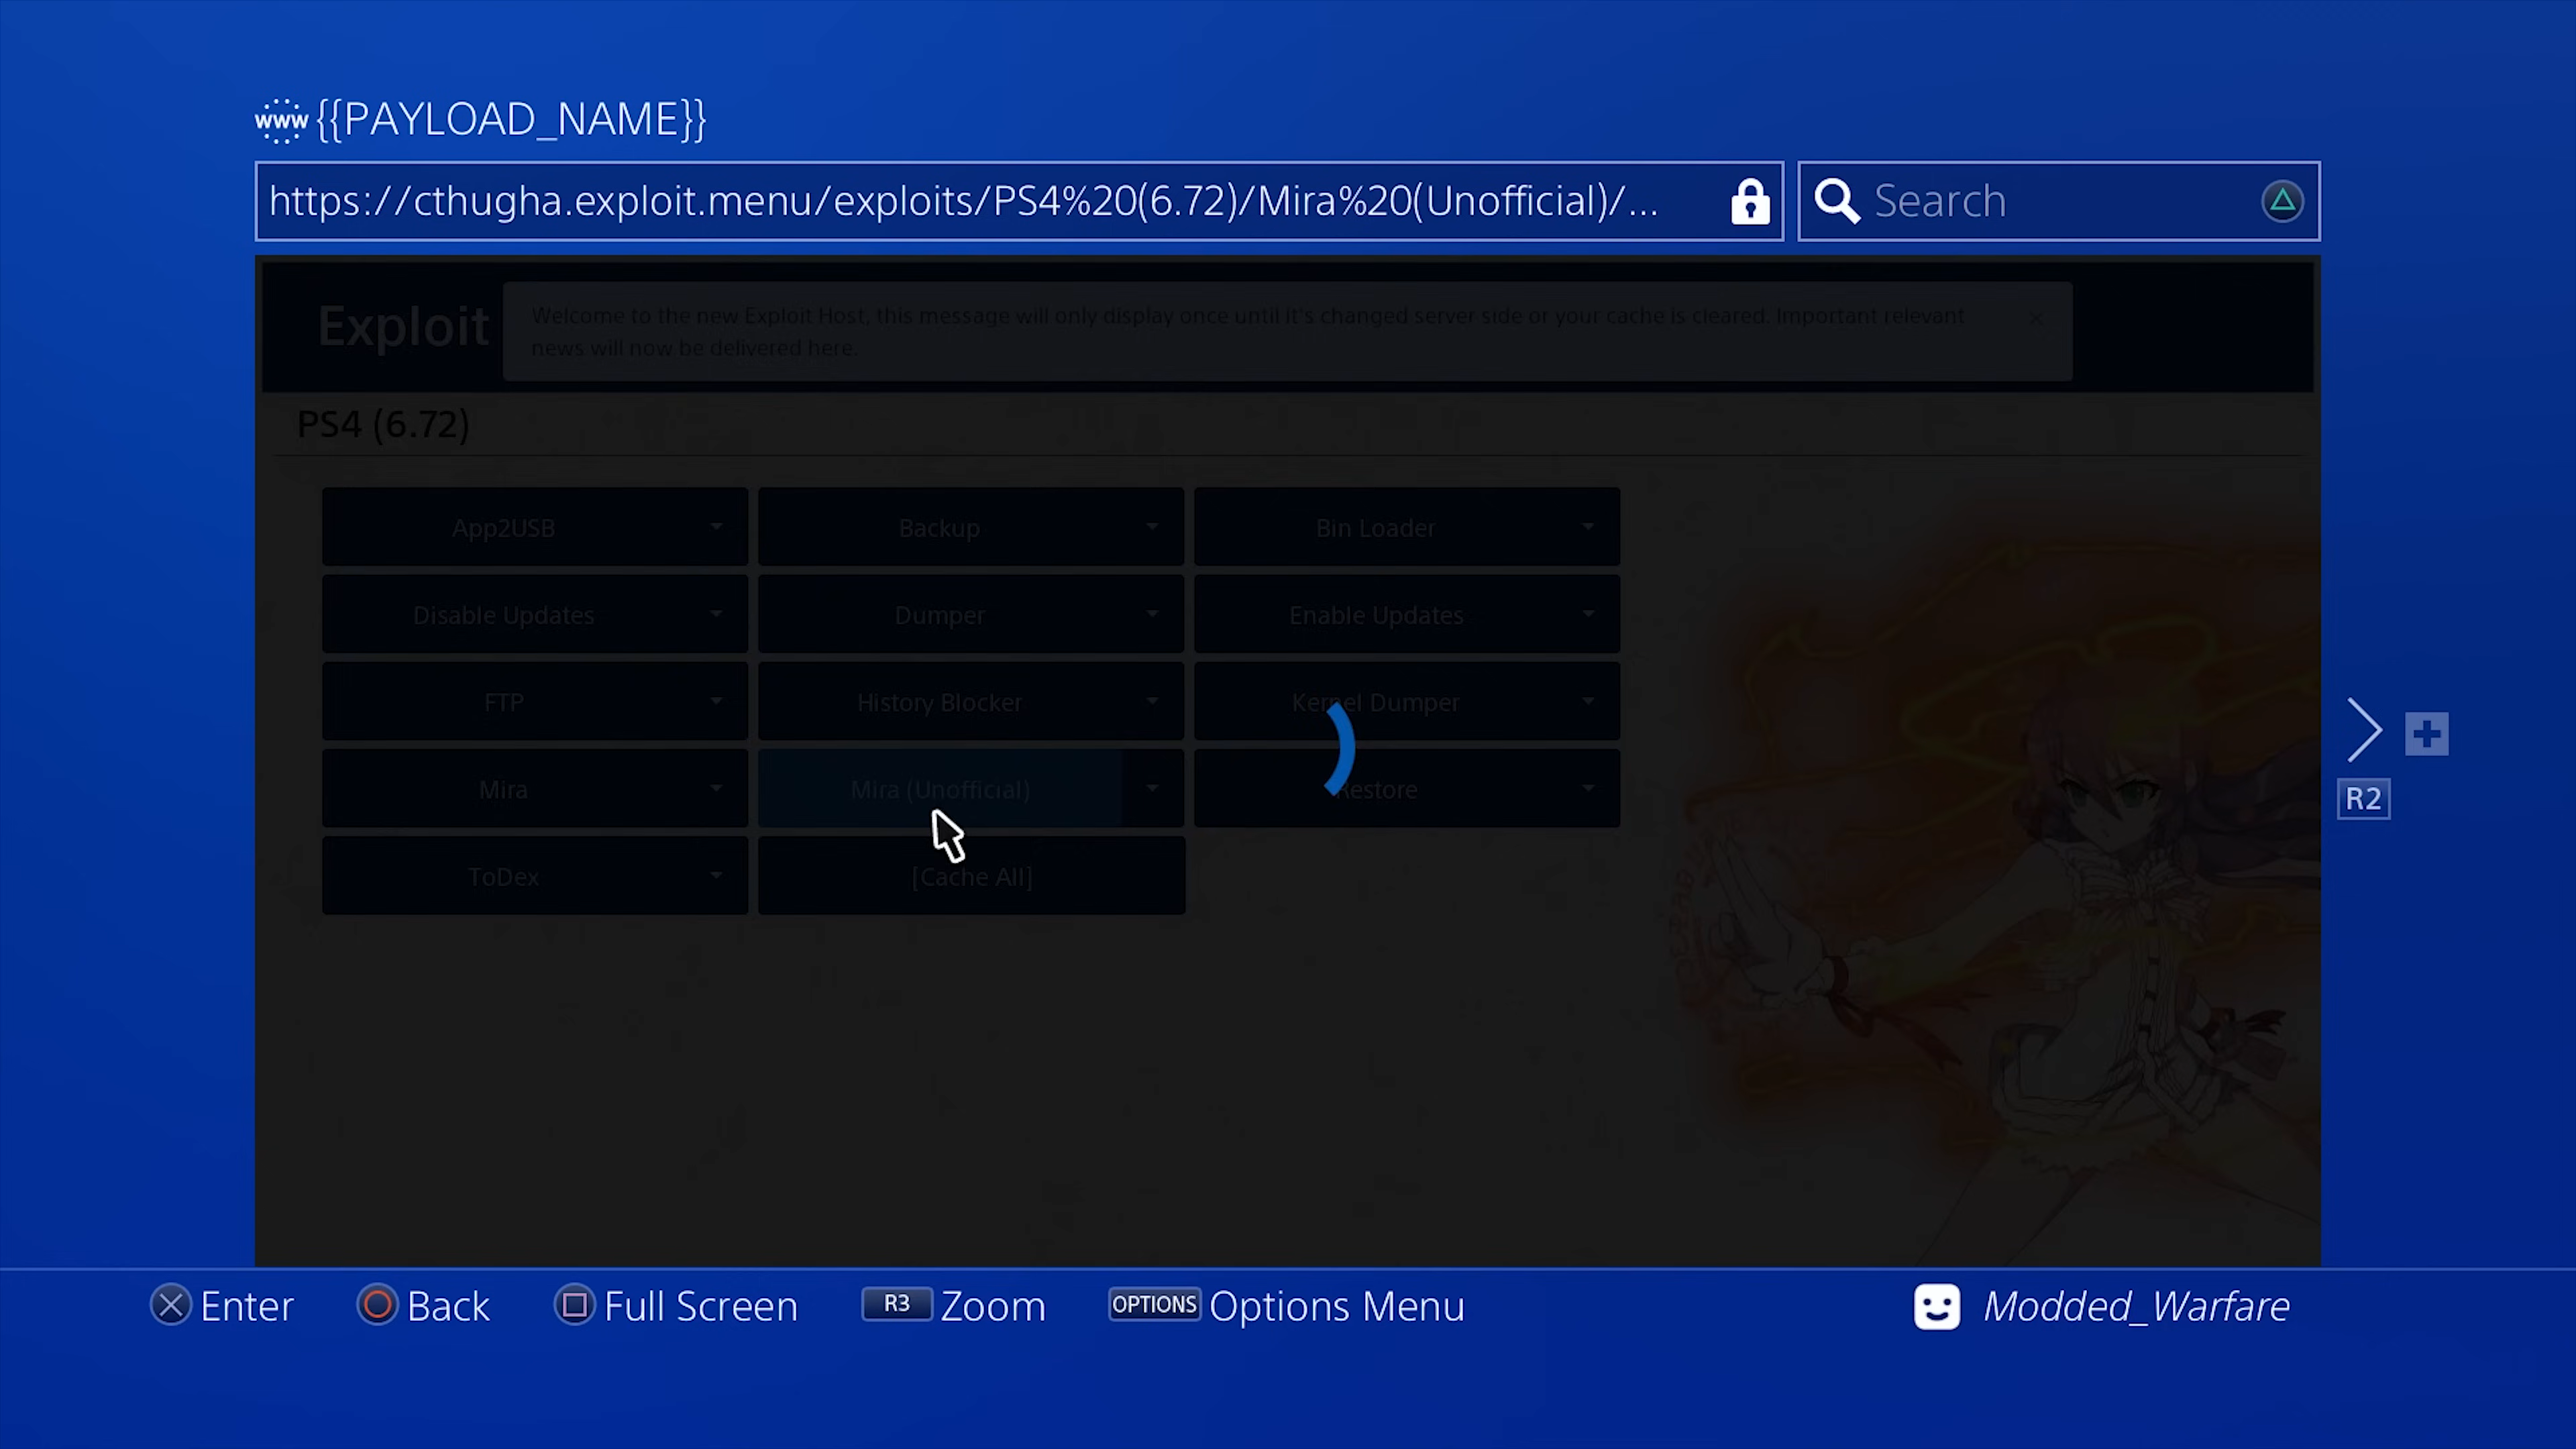 www {{PAYLOAD_NAME}}
https://cthugha.exploit.menu/exploits/PS4%20(6.72)/Mira%20(Unofficial)/...
Search
Exploit
Welcome to the new Exploit Host, this message will only display once until it's changed server side or your cache is cleared. Important relevant
news will now be delivered here.
×
PS4 (6.72)
App2USB Backup Bin Loader
Disable Updates Dumper Enable Updates
FTP History Blocker Kernel Dumper
Mira Mira (Unofficial) Restore
ToDex [Cache All]
R2
Enter Back Full Screen R3 Zoom OPTIONS Options Menu Modded_Warfare